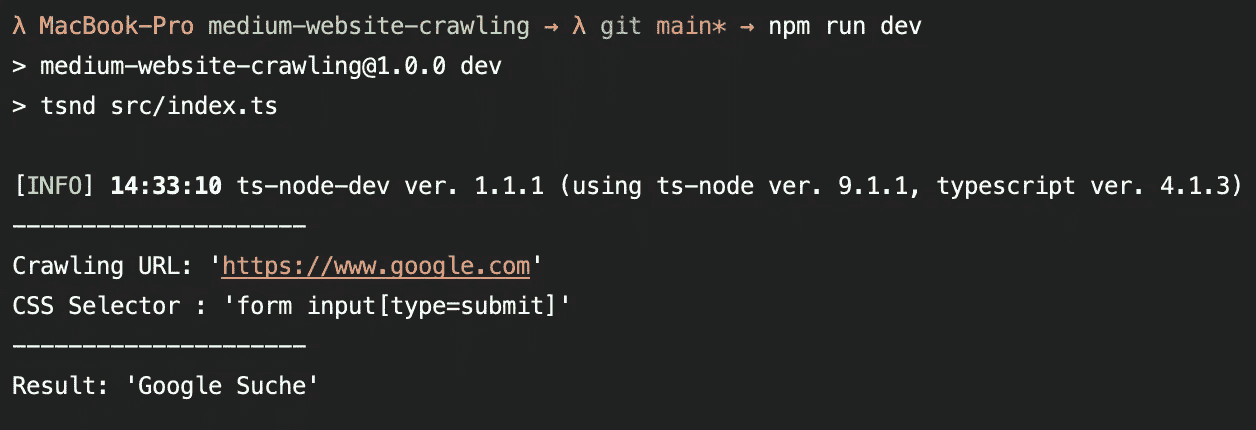 λ MacBook-Pro medium-website-crawling → λ git main* → npm run dev
> medium-website-crawling@1.0.0 dev
> tsnd src/index.ts
[INFO] 14:33:10 ts-node-dev ver. 1.1.1 (using ts-node ver. 9.1.1, typescript ver. 4.1.3)
---------------------
Crawling URL: 'https://www.google.com'
CSS Selector : 'form input[type=submit]'
---------------------
Result: 'Google Suche'